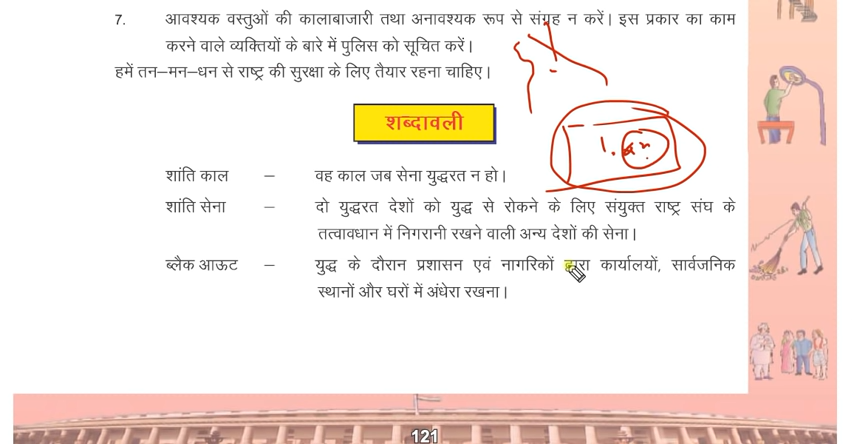 7. आवश्यक वस्तुओं की कालाबाजारी तथा अनावश्यक रूप से संग्रह न करें। इस प्रकार का काम
करने वाले व्यक्तियों के बारे में पुलिस को सूचित करें।
हमें तन–मन–धन से राष्ट्र की सुरक्षा के लिए तैयार रहना चाहिए।
शब्दावली
1.
शांति काल – वह काल जब सेना युद्धरत न हो।
शांति सेना – दो युद्धरत देशों को युद्ध से रोकने के लिए संयुक्त राष्ट्र संघ के
तत्वावधान में निगरानी रखने वाली अन्य देशों की सेना।
ब्लैक आऊट – युद्ध के दौरान प्रशासन एवं नागरिकों द्वारा कार्यालयों, सार्वजनिक
स्थानों और घरों में अंधेरा रखना।
121